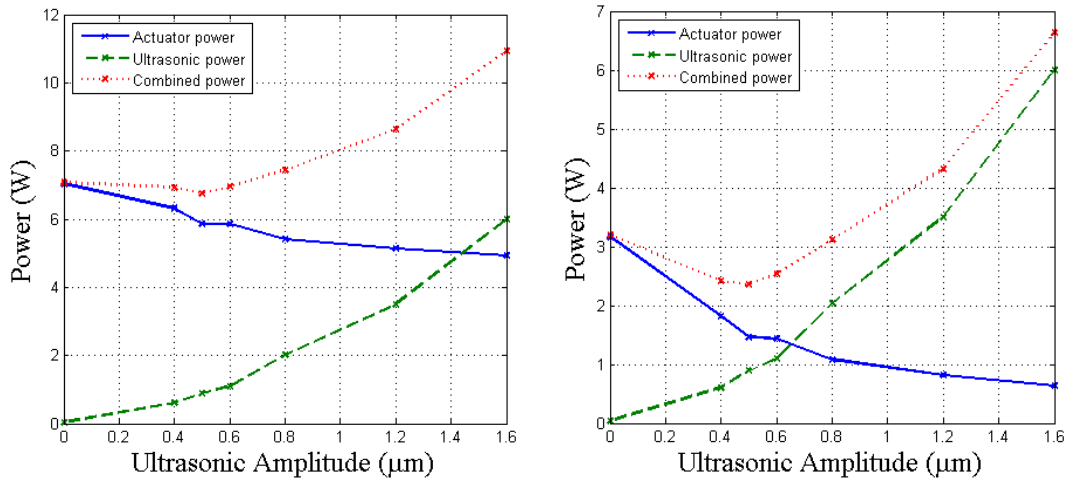 12
10
8
6
4
2
0
Power (W)
Actuator power
Ultrasonic power
Combined power
0 0.2 0.4 0.6 0.8 1 1.2 1.4 1.6
Ultrasonic Amplitude (µm)
7
6
5
4
3
2
1
0
Power (W)
Actuator power
Ultrasonic power
Combined power
0 0.2 0.4 0.6 0.8 1 1.2 1.4 1.6
Ultrasonic Amplitude (µm)